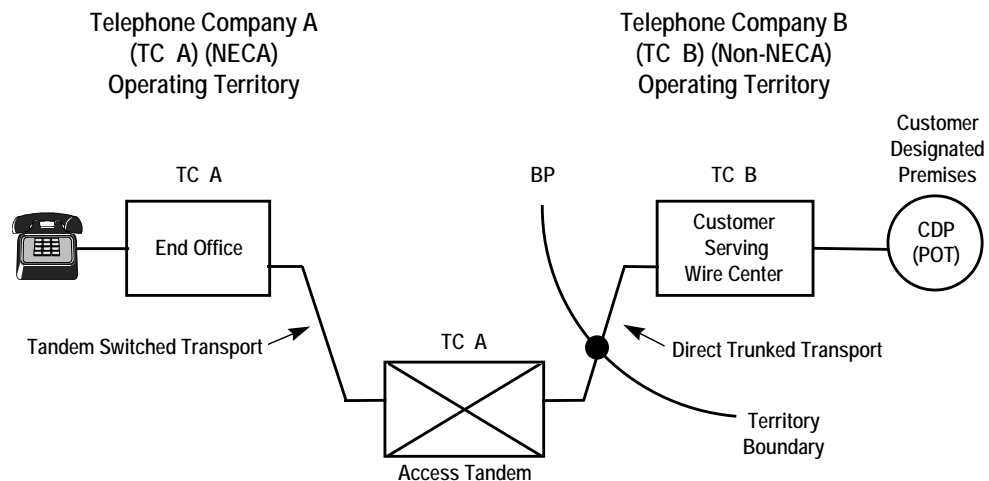 Telephone Company A
(TC A) (NECA)
Operating Territory
Telephone Company B
(TC B) (Non-NECA)
Operating Territory
Customer
Designated
Premises
TC A
BP
TC B
End Office
Customer
Serving
Wire Center
CDP
(POT)
Tandem Switched Transport
TC A
Direct Trunked Transport
Territory
Boundary
Access Tandem